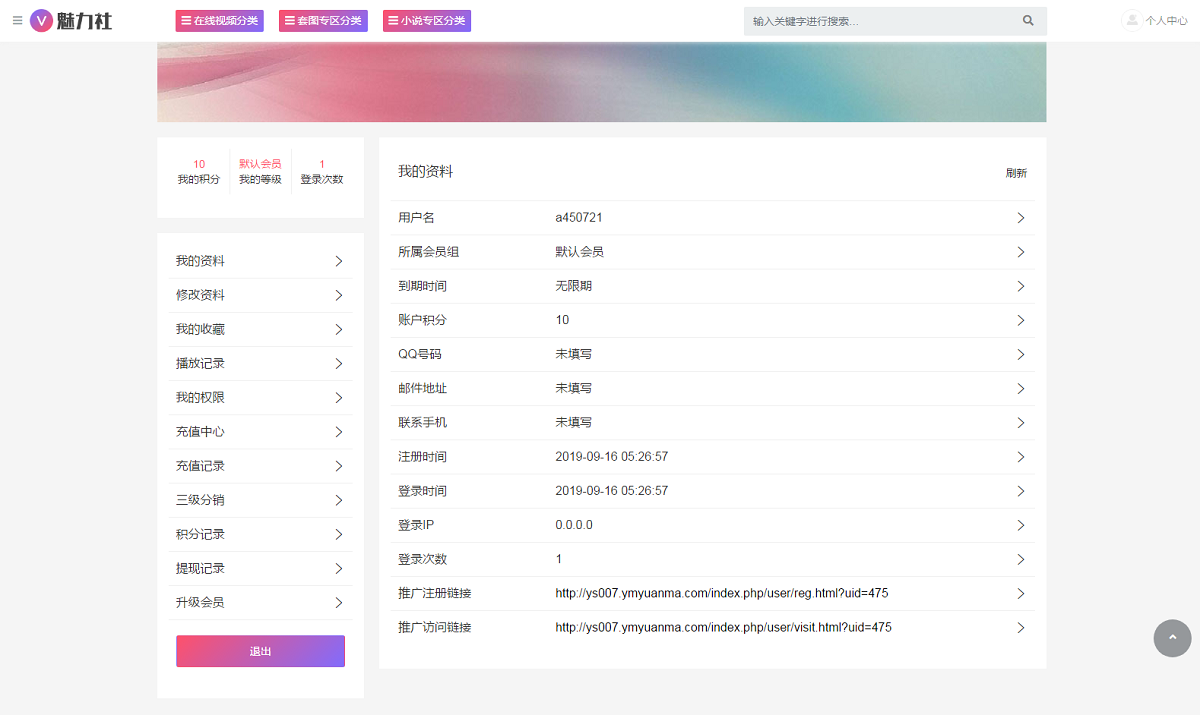 V 魅力社
在线视频分类
套图专区分类
小说专区分类
输入关键字进行搜索...
个人中心
10 默认会员 1
我的积分 我的等级 登录次数
我的资料
修改资料
我的收藏
播放记录
我的权限
充值中心
充值记录
三级分销
积分记录
提现记录
升级会员
退出
我的资料 刷新
用户名 a450721
所属会员组 默认会员
到期时间 无限期
账户积分 10
QQ号码 未填写
邮件地址 未填写
联系手机 未填写
注册时间 2019-09-16 05:26:57
登录时间 2019-09-16 05:26:57
登录IP 0.0.0.0
登录次数 1
推广注册链接 http://ys007.ymyuanma.com/index.php/user/reg.html?uid=475
推广访问链接 http://ys007.ymyuanma.com/index.php/user/visit.html?uid=475